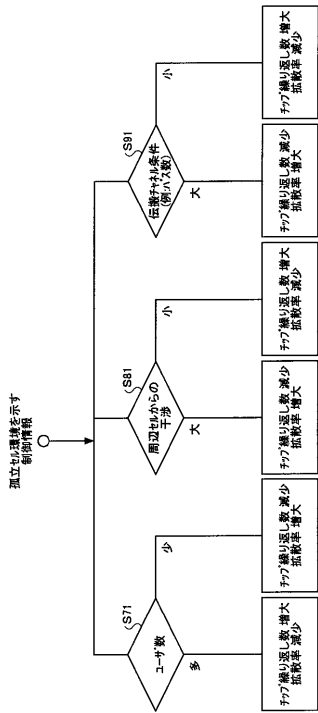 孤立セル環境を示す
制御情報
S71
ユーザ数
多
少
チップ繰り返し数 増大
拡散率 減少
チップ繰り返し数 減少
拡散率 増大
S81
周辺セルからの
干渉
大
小
チップ繰り返し数 減少
拡散率 増大
チップ繰り返し数 増大
拡散率 減少
S91
伝搬チャネル条件
(例:パス数)
大
小
チップ繰り返し数 減少
拡散率 増大
チップ繰り返し数 増大
拡散率 減少